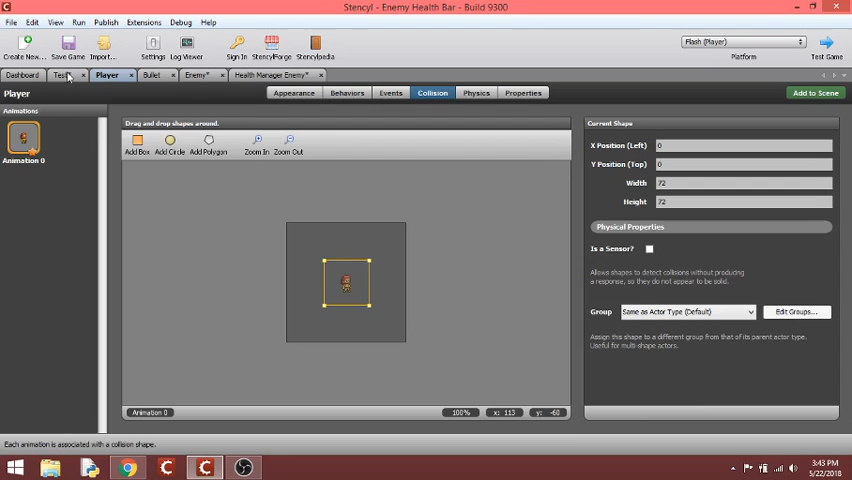 Stencyl - Enemy Health Bar - Build 9300
File Edit View Run Sprites Extensions Debug Help
Create New... Save Game Import... Settings Log Viewer Sign In StencylForge Stencylpedia
Flash (Player)
Platform
Test Game
Dashboard Player Bullet Enemy* Health Manager Enemy*
Player
Appearance Behaviors Events Collision Physics Properties
Add to Scene
Animations
Animation 0
Drag and drop shapes around.
Add Box Add Circle Add Polygon Zoom In Zoom Out
Animation 0 100% x: 113 y: -60
Current Shape
X Position (Left) 0
Y Position (Top) 0
Width 72
Height 72
Physical Properties
Is a Sensor?
Allows shapes to detect collisions without producing
a response, so they do not appear to be solid.
Group Same as Actor Type (Default) Edit Groups...
Assign this shape to a different group from that of its parent actor type.
Useful for multi-shape actors.
Each animation is associated with a collision shape.
3:43 PM
5/22/2018